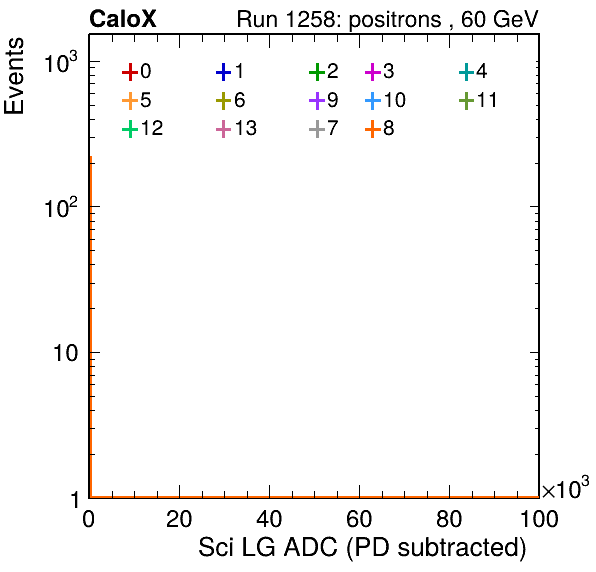 CaloX Run 1258: positrons , 60 GeV
Events
10³
10²
10
1
0 1 2 3 4
5 6 9 10 11
12 13 7 8
0 20 40 60 80 100
×10³
Sci LG ADC (PD subtracted)